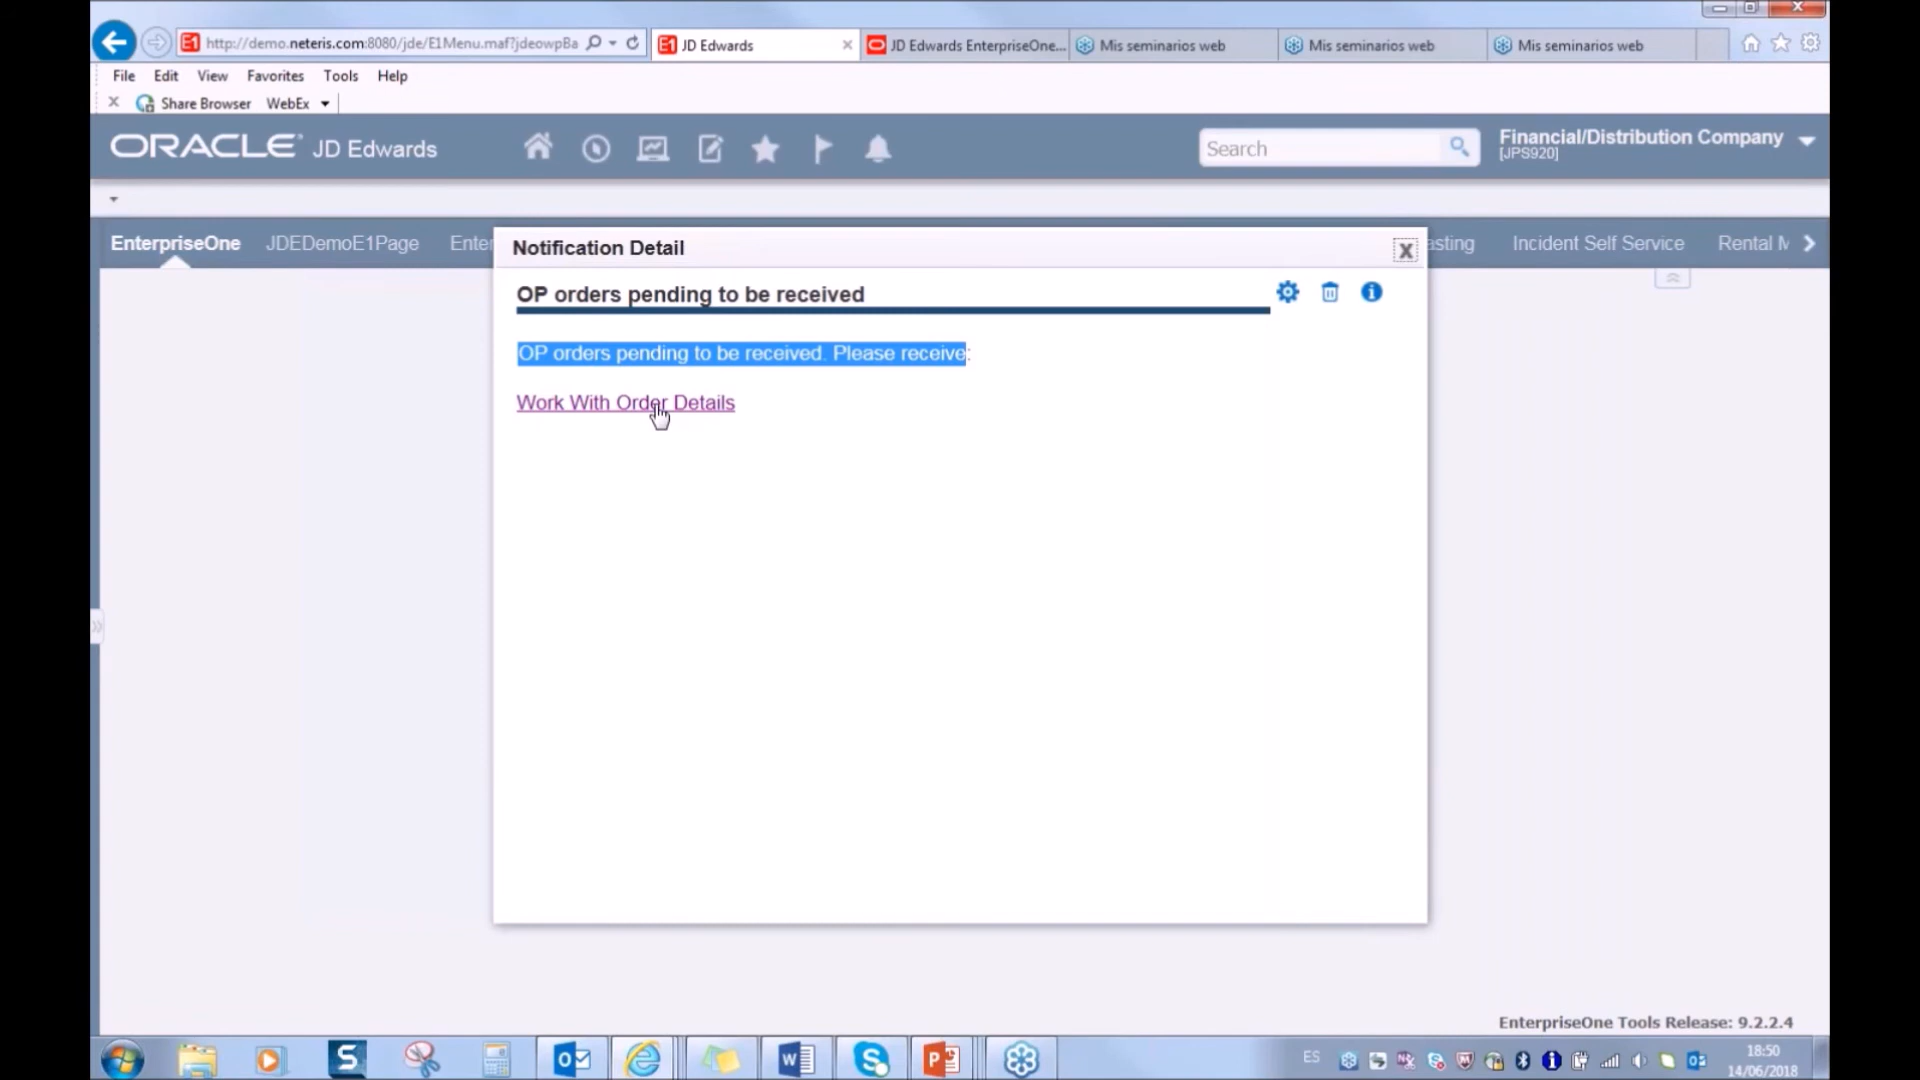 http://demo.neteris.com:8080/jde/E1Menu.maf?jdeowpBa
JD Edwards
JD Edwards EnterpriseOne...
Mis seminarios web
Mis seminarios web
Mis seminarios web
File Edit View Favorites Tools Help
x Share Browser WebEx
ORACLE JD Edwards
Search
Financial/Distribution Company
[JPS920]
EnterpriseOne JDEDemoE1Page Ente
asting Incident Self Service Rental M
Notification Detail
X
OP orders pending to be received
OP orders pending to be received. Please receive:
Work With Order Details
EnterpriseOne Tools Release: 9.2.2.4
ES
18:50
14/06/2018